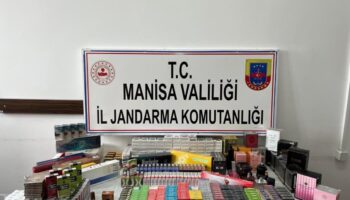 T.C.
MANİSA VALİLİĞİ
İL JANDARMA KOMUTANLIĞI